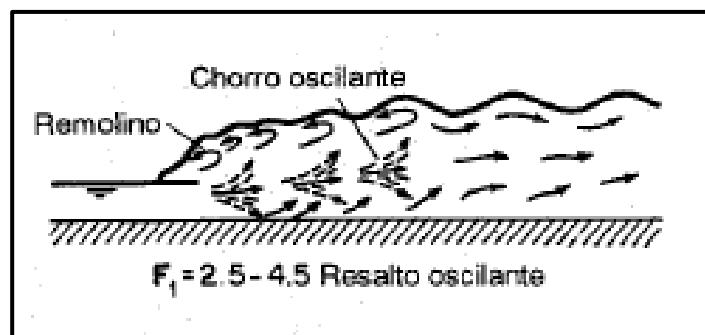 Chorro oscilante
Remolino
F₁ = 2.5 - 4.5 Resalto oscilante